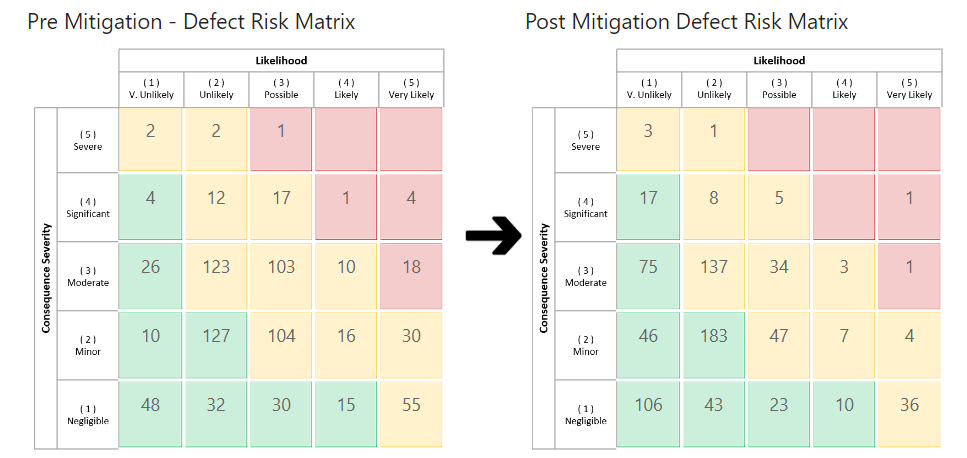 Pre Mitigation - Defect Risk Matrix
Likelihood
( 1 ) ( 2 ) ( 3 ) ( 4 ) ( 5 )
V. Unlikely Unlikely Possible Likely Very Likely
Consequence Severity
( 5 )
Severe
2 2 1
( 4 )
Significant
4 12 17 1 4
( 3 )
Moderate
26 123 103 10 18
( 2 )
Minor
10 127 104 16 30
( 1 )
Negligible
48 32 30 15 55
Post Mitigation Defect Risk Matrix
Likelihood
( 1 ) ( 2 ) ( 3 ) ( 4 ) ( 5 )
V. Unlikely Unlikely Possible Likely Very Likely
Consequence Severity
( 5 )
Severe
3 1
( 4 )
Significant
17 8 5 1
( 3 )
Moderate
75 137 34 3 1
( 2 )
Minor
46 183 47 7 4
( 1 )
Negligible
106 43 23 10 36